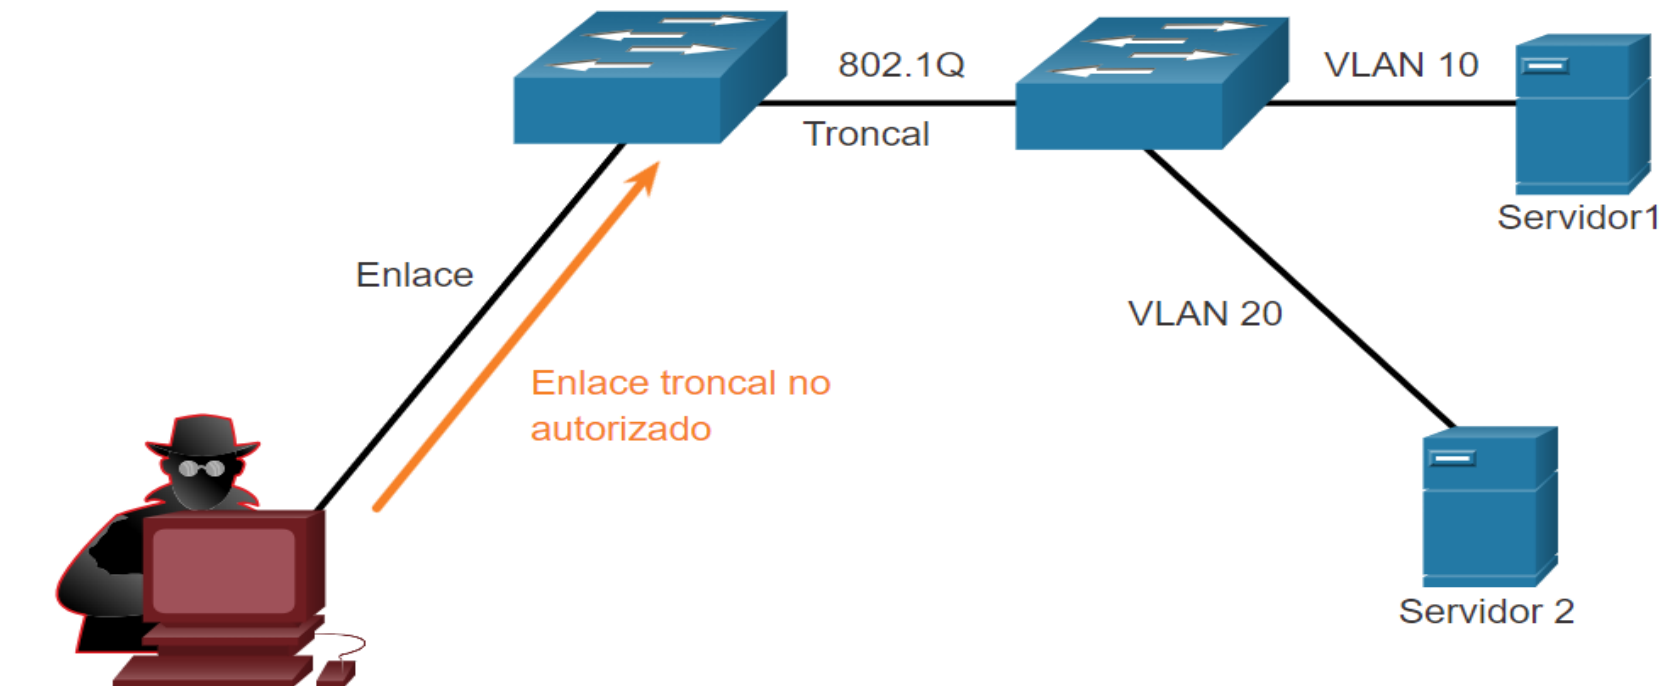 802.1Q
VLAN 10
Troncal
Servidor1
Enlace
VLAN 20
Enlace troncal no
autorizado
Servidor 2